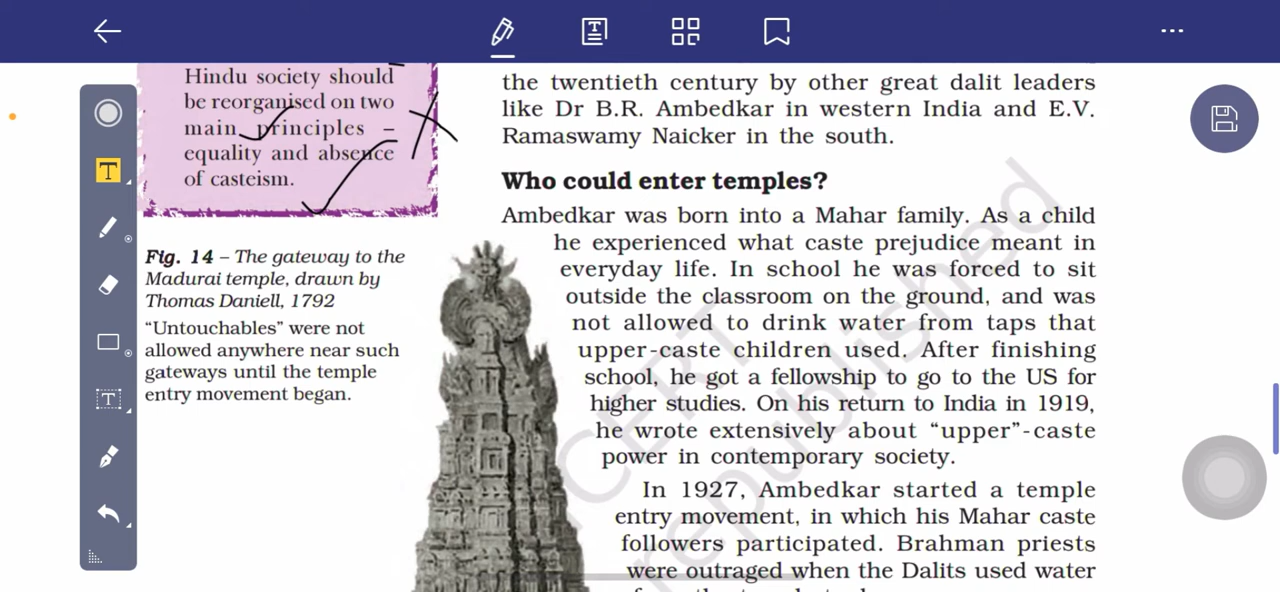 Hindu society should
be reorganised on two
main principles –
equality and absence
of casteism.
Fig. 14 – The gateway to the
Madurai temple, drawn by
Thomas Daniell, 1792
“Untouchables” were not
allowed anywhere near such
gateways until the temple
entry movement began.
the twentieth century by other great dalit leaders
like Dr B.R. Ambedkar in western India and E.V.
Ramaswamy Naicker in the south.
Who could enter temples?
Ambedkar was born into a Mahar family. As a child
he experienced what caste prejudice meant in
everyday life. In school he was forced to sit
outside the classroom on the ground, and was
not allowed to drink water from taps that
upper-caste children used. After finishing
school, he got a fellowship to go to the US for
higher studies. On his return to India in 1919,
he wrote extensively about “upper”-caste
power in contemporary society.
In 1927, Ambedkar started a temple
entry movement, in which his Mahar caste
followers participated. Brahman priests
were outraged when the Dalits used water
republished